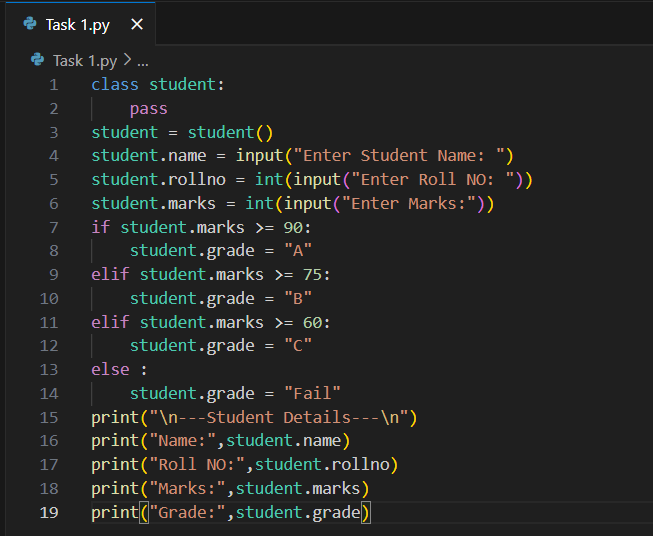 Task 1.py ×
Task 1.py > ...
1 class student:
2     pass
3 student = student()
4 student.name = input("Enter Student Name: ")
5 student.rollno = int(input("Enter Roll NO: "))
6 student.marks = int(input("Enter Marks:"))
7 if student.marks >= 90:
8     student.grade = "A"
9 elif student.marks >= 75:
10     student.grade = "B"
11 elif student.marks >= 60:
12     student.grade = "C"
13 else :
14     student.grade = "Fail"
15 print("\n---Student Details---\n")
16 print("Name:",student.name)
17 print("Roll NO:",student.rollno)
18 print("Marks:",student.marks)
19 print("Grade:",student.grade)